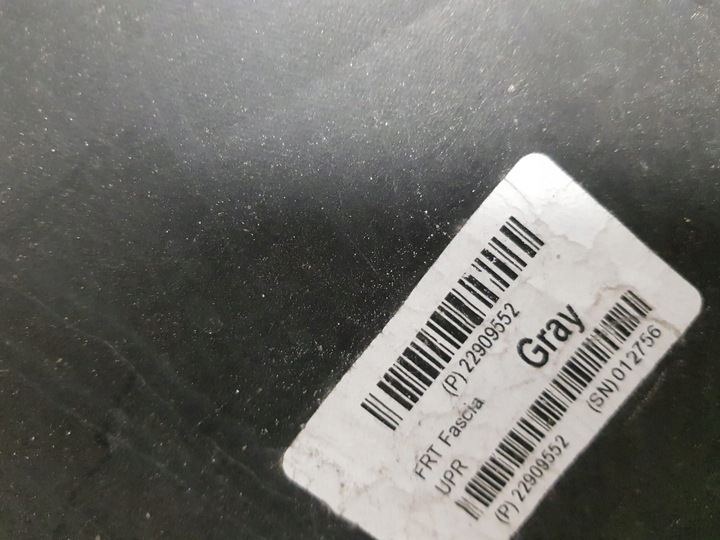 (P) 22909552
Gray
FRT Fascia
UPR
(P) 22909552
(SN) 012756